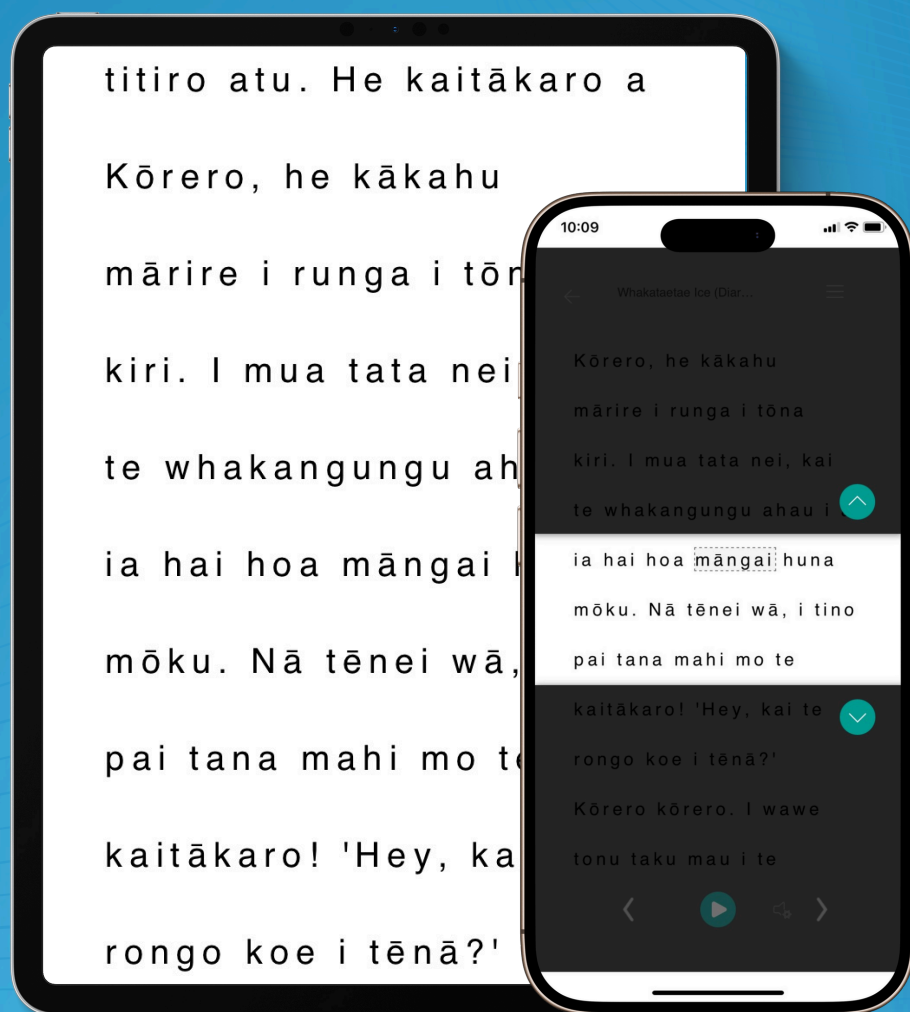 titiro atu. He kaitākaro a
Kōrero, he kākahu
mārire i runga i
kiri. I mua tata nei
te whakangungu
ia hai hoa māngai
mōku. Nā tēnei wā,
pai tana mahi mo
kaitākaro! 'Hey,
rongo koe i tēnā?'
10:09
Whakataetae Ice (Diar...
Kōrero, he kākahu
mārire i runga i tōna
kiri. I mua tata nei, kai
te whakangungu ahau i
ia hai hoa māngai huna
mōku. Nā tēnei wā, i tino
pai tana mahi mo te
kaitākaro! 'Hey, kai te
rongo koe i tēnā?'
Kōrero kōrero. I wawe
tonu taku mau i te